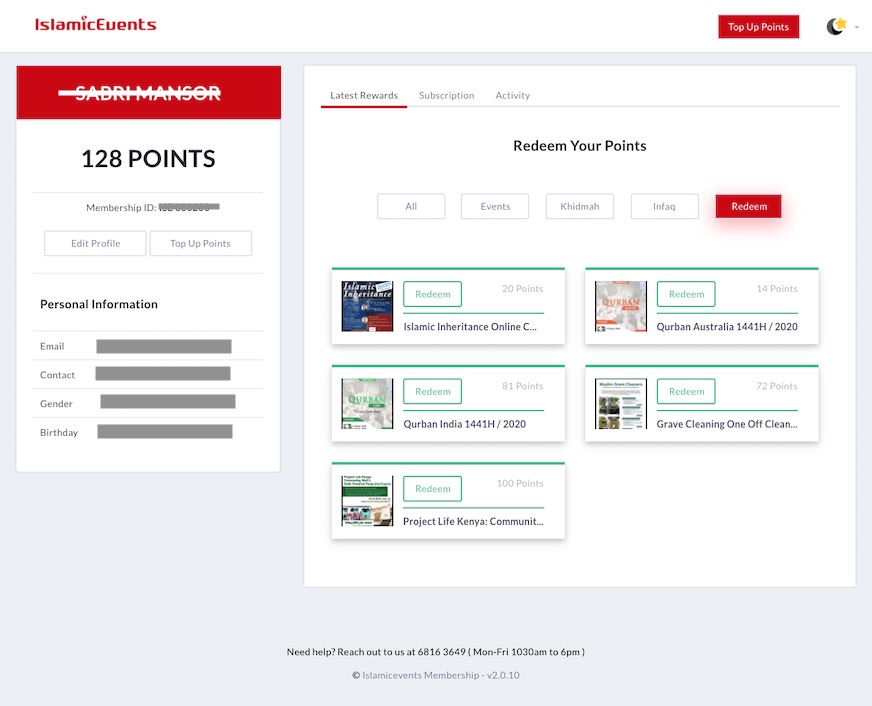 IslamicEvents
Top Up Points
SABRI MANSOR
128 POINTS
Membership ID:
Edit Profile
Top Up Points
Personal Information
Email
Contact
Gender
Birthday
Latest Rewards
Subscription
Activity
Redeem Your Points
All
Events
Khidmah
Infaq
Redeem
Islamic
Inheritance
Redeem
20 Points
Islamic Inheritance Online C...
QURBAN
Redeem
14 Points
Qurban Australia 1441H / 2020
QURBAN
Redeem
81 Points
Qurban India 1441H / 2020
Muslim Grave Cleaners
Redeem
72 Points
Grave Cleaning One Off Clean...
Redeem
100 Points
Project Life Kenya: Communit...
Need help? Reach out to us at 6816 3649 ( Mon-Fri 1030am to 6pm )
© Islamicevents Membership - v2.0.10